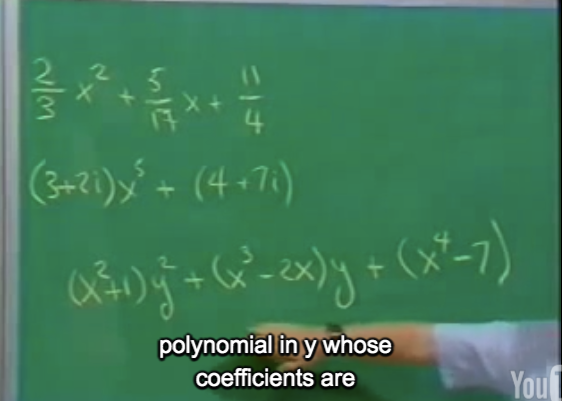 2/3 x² + 5/17 x + 11/4
(3+2i)x⁵ + (4+7i)
(x²+1)y² + (x³-2x)y + (x⁴-7)
polynomial in y whose
coefficients are
You